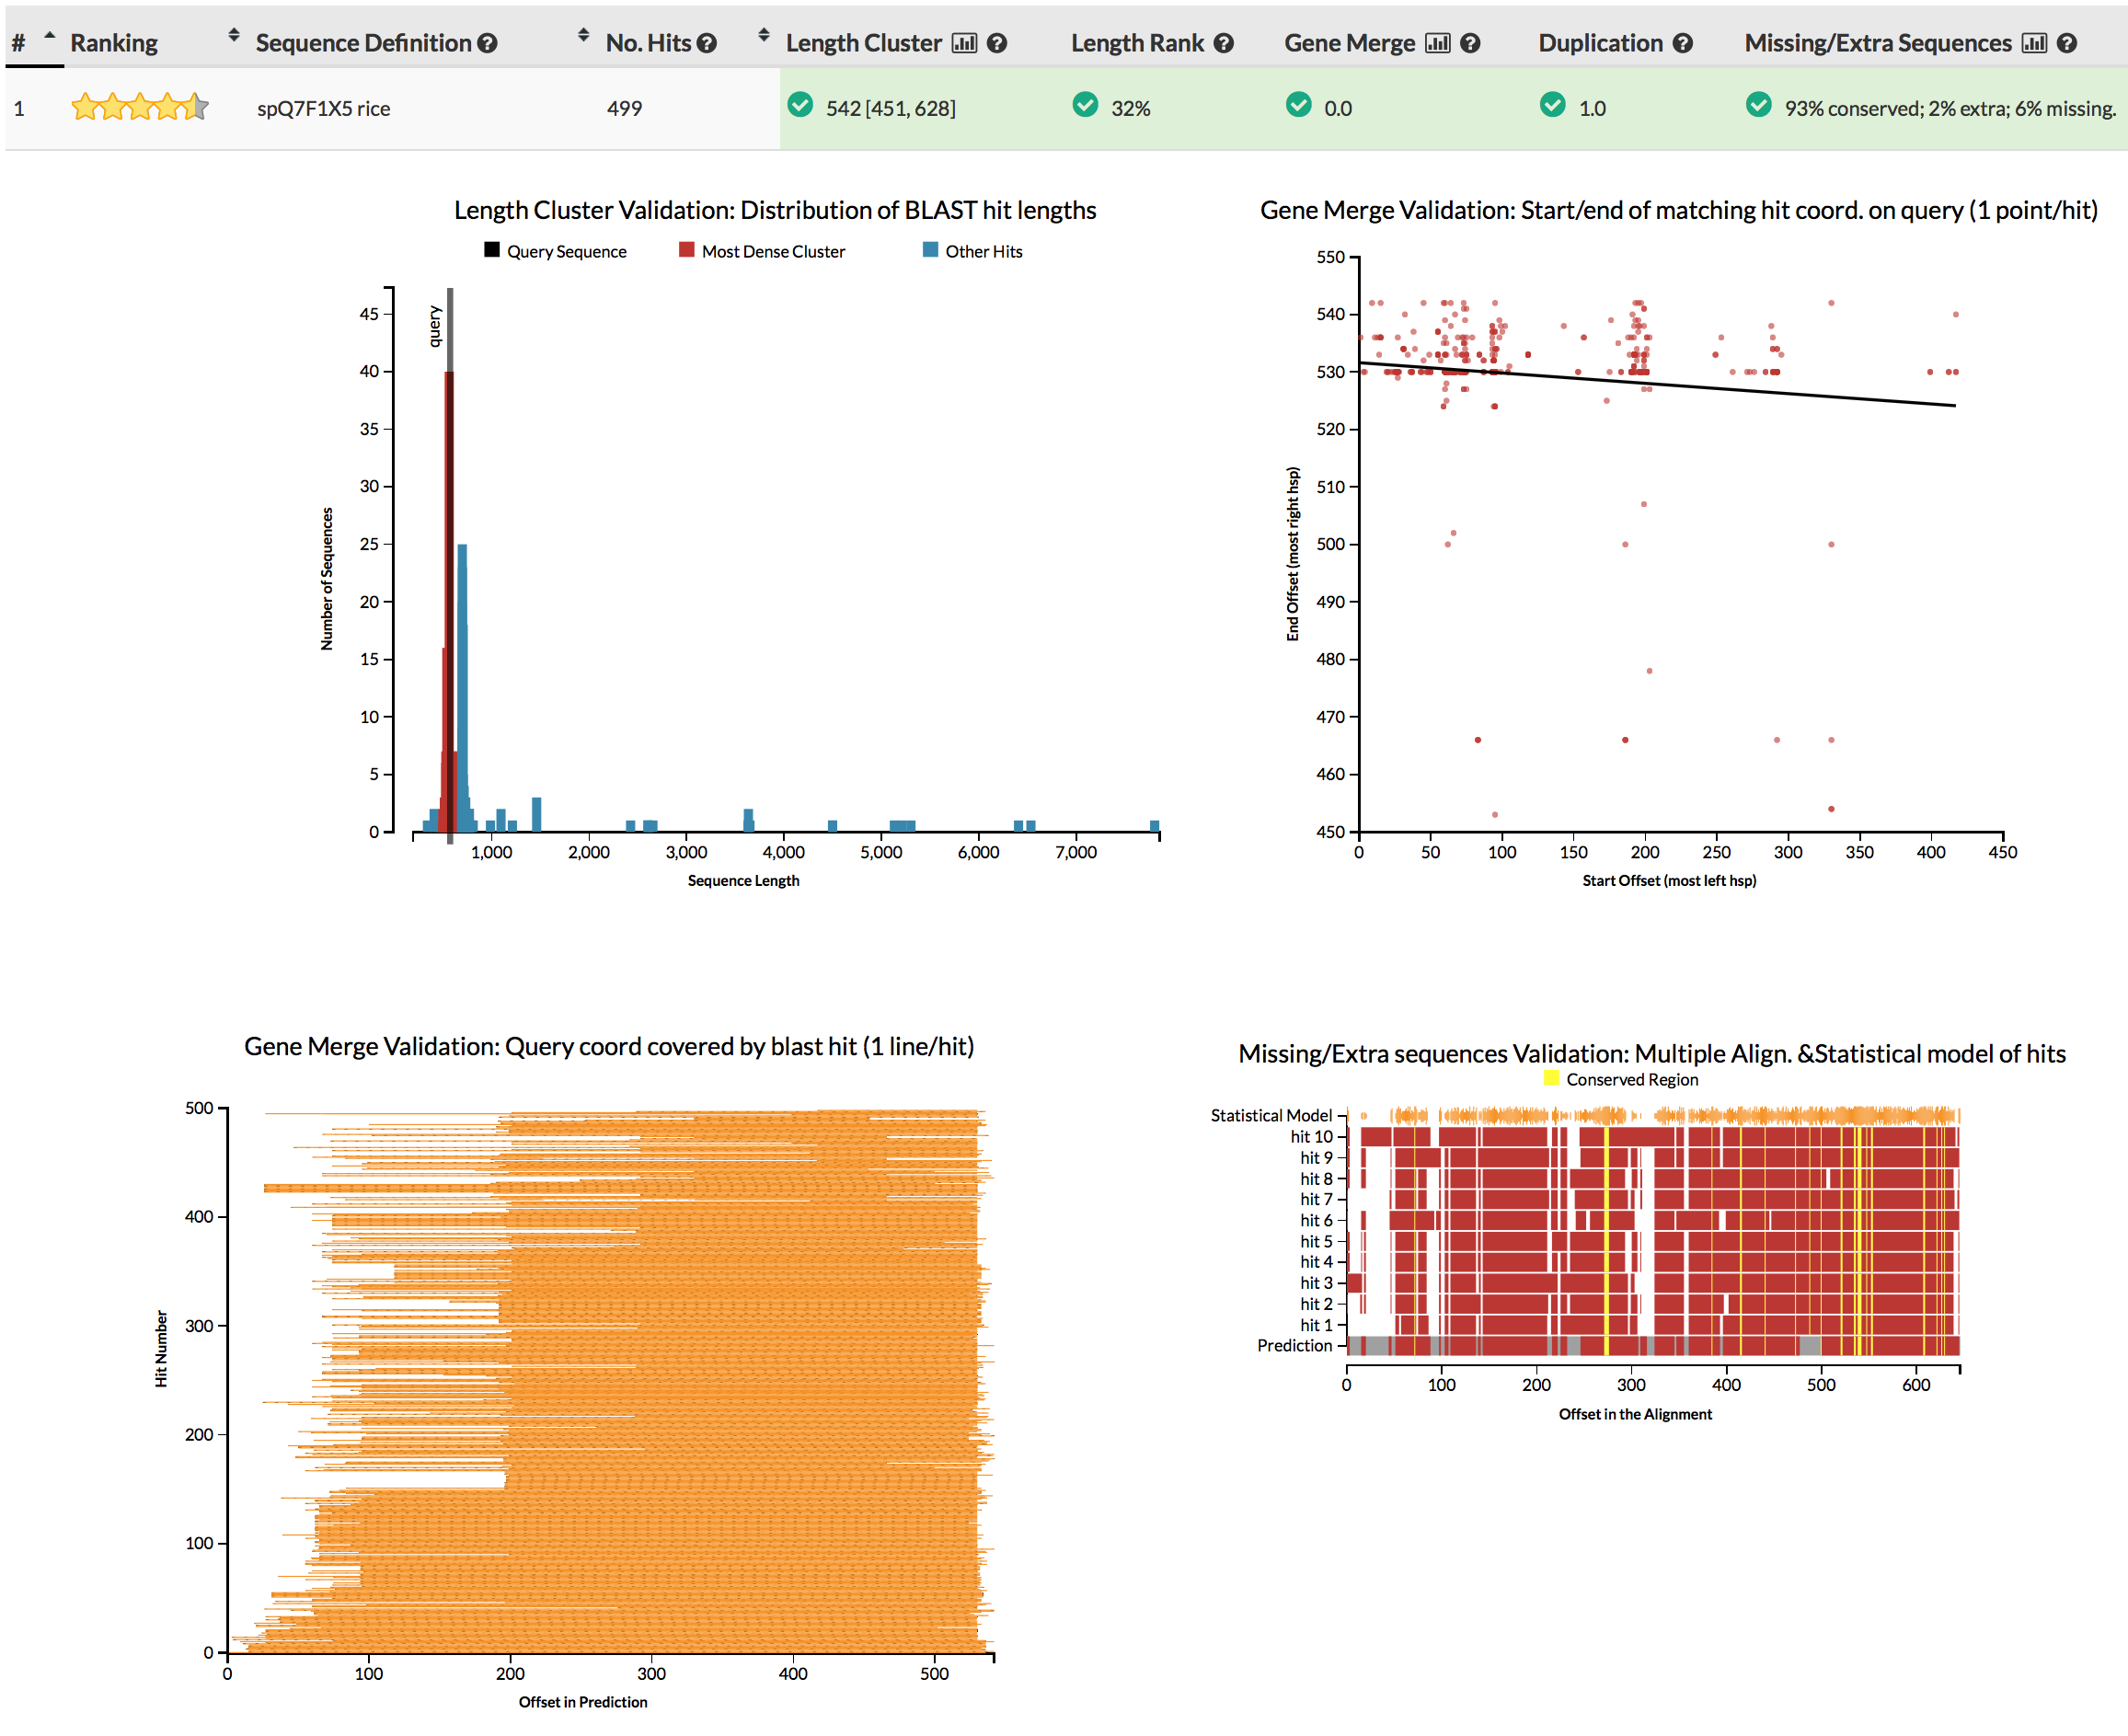 # Ranking Sequence Definition ? No. Hits ? Length Cluster ? Length Rank ? Gene Merge ? Duplication ? Missing/Extra Sequences ?
1 spQ7F1X5 rice 499 542 [451, 628] 32% 0.0 1.0 93% conserved; 2% extra; 6% missing.
Length Cluster Validation: Distribution of BLAST hit lengths
Query Sequence Most Dense Cluster Other Hits
query
Number of Sequences
45
40
35
30
25
20
15
10
5
0
1,000 2,000 3,000 4,000 5,000 6,000 7,000
Sequence Length
Gene Merge Validation: Start/end of matching hit coord. on query (1 point/hit)
End Offset (most right hsp)
550
540
530
520
510
500
490
480
470
460
450
0 50 100 150 200 250 300 350 400 450
Start Offset (most left hsp)
Gene Merge Validation: Query coord covered by blast hit (1 line/hit)
Hit Number
500
400
300
200
100
0
0 100 200 300 400 500
Offset in Prediction
Missing/Extra sequences Validation: Multiple Align. &Statistical model of hits
Conserved Region
Statistical Model
hit 10
hit 9
hit 8
hit 7
hit 6
hit 5
hit 4
hit 3
hit 2
hit 1
Prediction
0 100 200 300 400 500 600
Offset in the Alignment